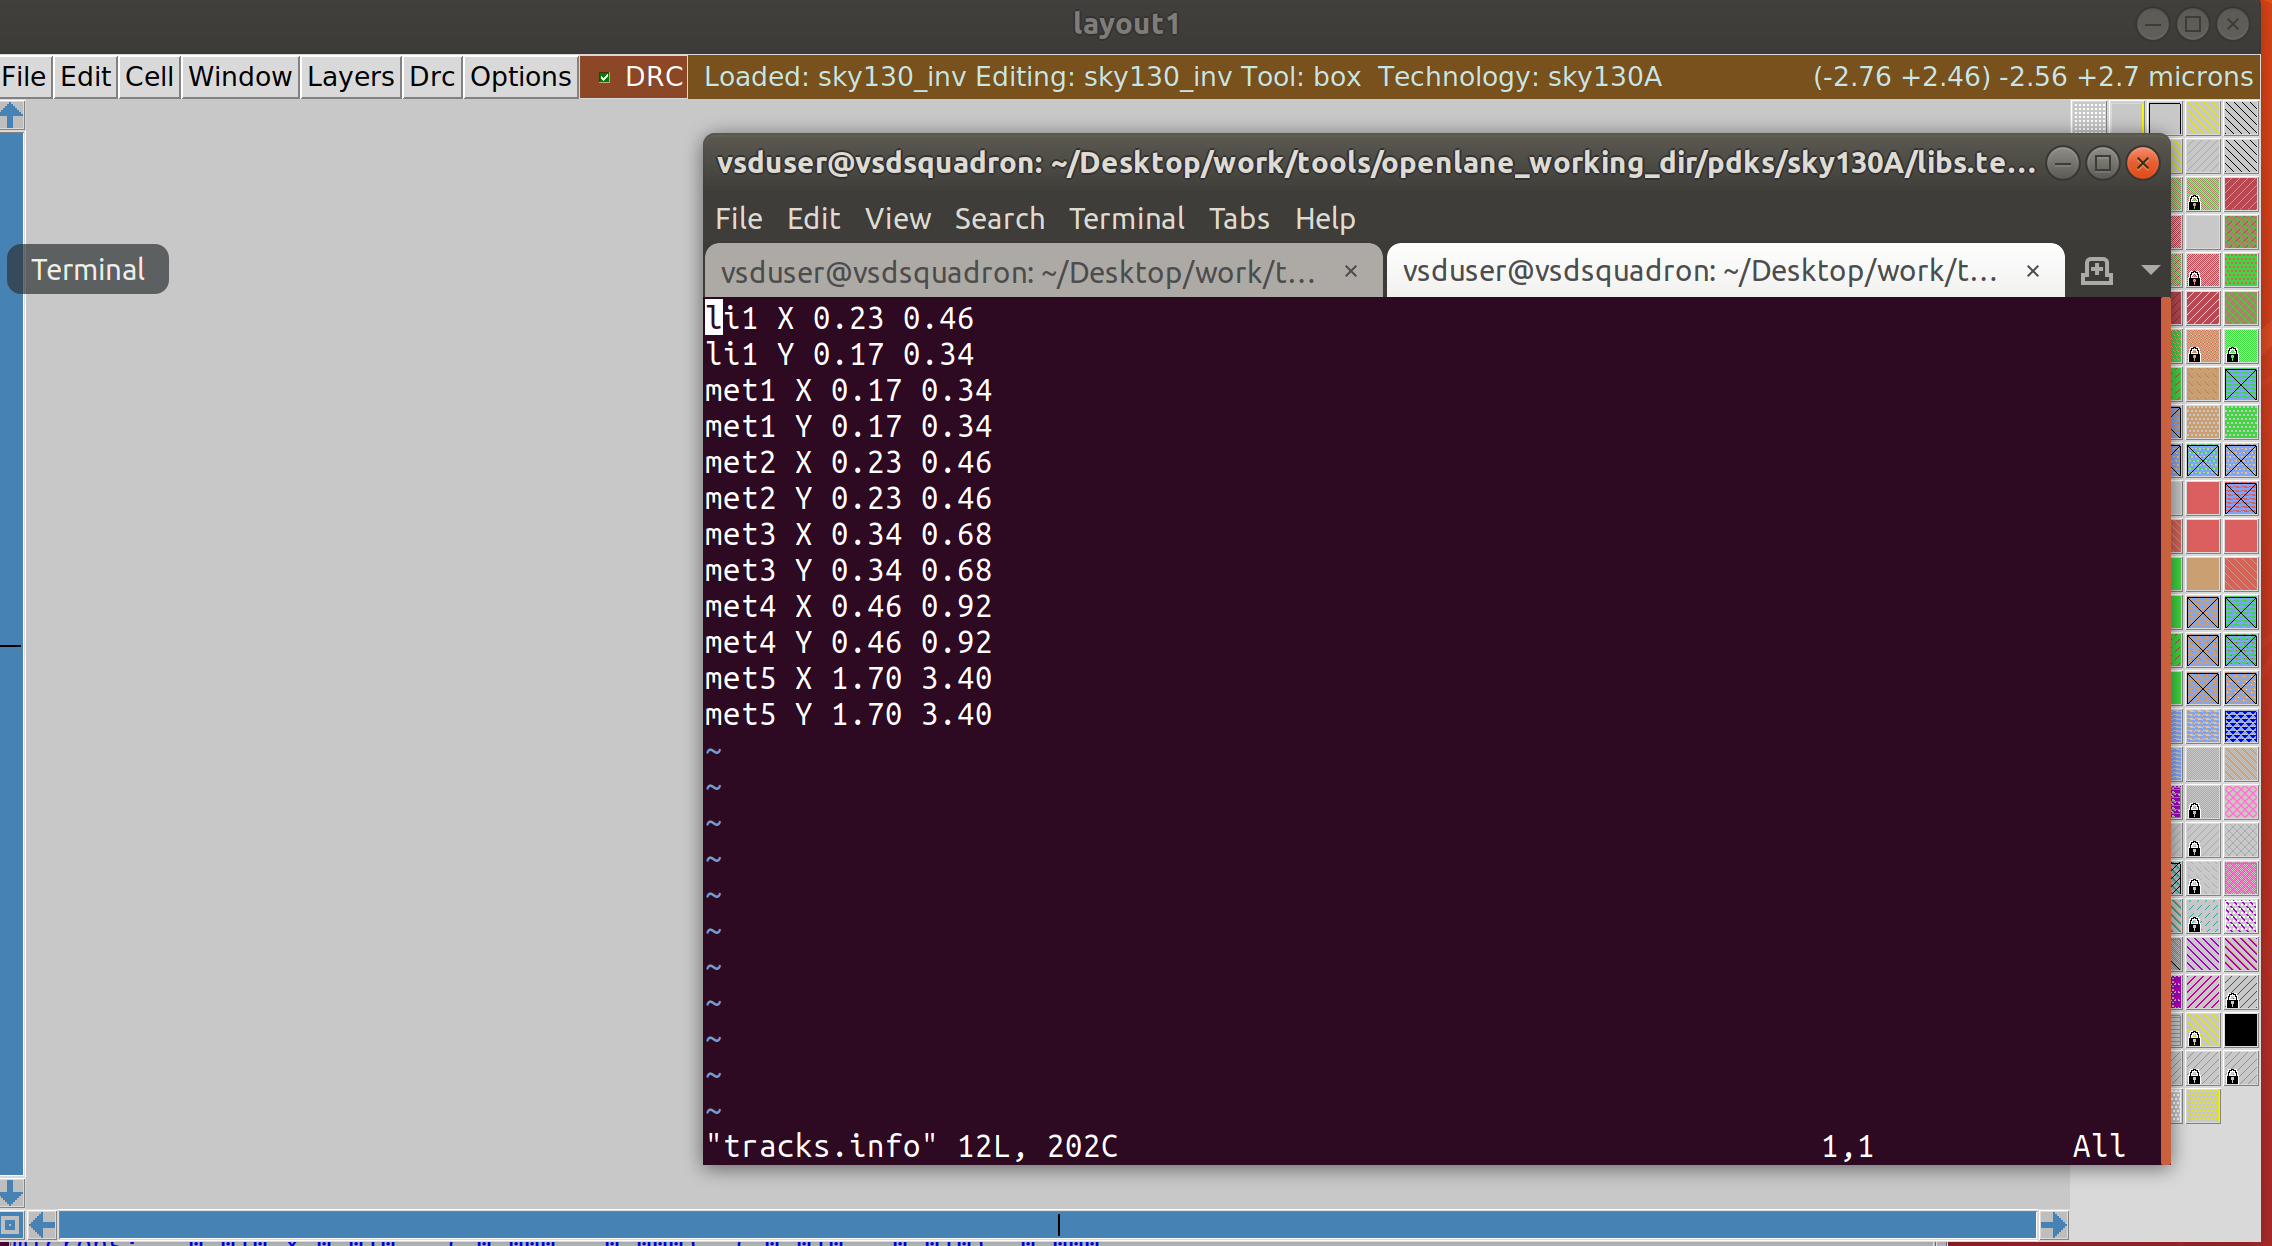 layout1
File Edit Cell Window Layers Drc Options DRC Loaded: sky130_inv Editing: sky130_inv Tool: box Technology: sky130A (-2.76 +2.46) -2.56 +2.7 microns
vsduser@vsdsquadron: ~/Desktop/work/tools/openlane_working_dir/pdks/sky130A/libs.te...
File Edit View Search Terminal Tabs Help
Terminal
vsduser@vsdsquadron: ~/Desktop/work/t... × vsduser@vsdsquadron: ~/Desktop/work/t... ×
li1 X 0.23 0.46
li1 Y 0.17 0.34
met1 X 0.17 0.34
met1 Y 0.17 0.34
met2 X 0.23 0.46
met2 Y 0.23 0.46
met3 X 0.34 0.68
met3 Y 0.34 0.68
met4 X 0.46 0.92
met4 Y 0.46 0.92
met5 X 1.70 3.40
met5 Y 1.70 3.40
~
~
~
~
~
~
~
~
~
~
~
"tracks.info" 12L, 202C 1,1 All